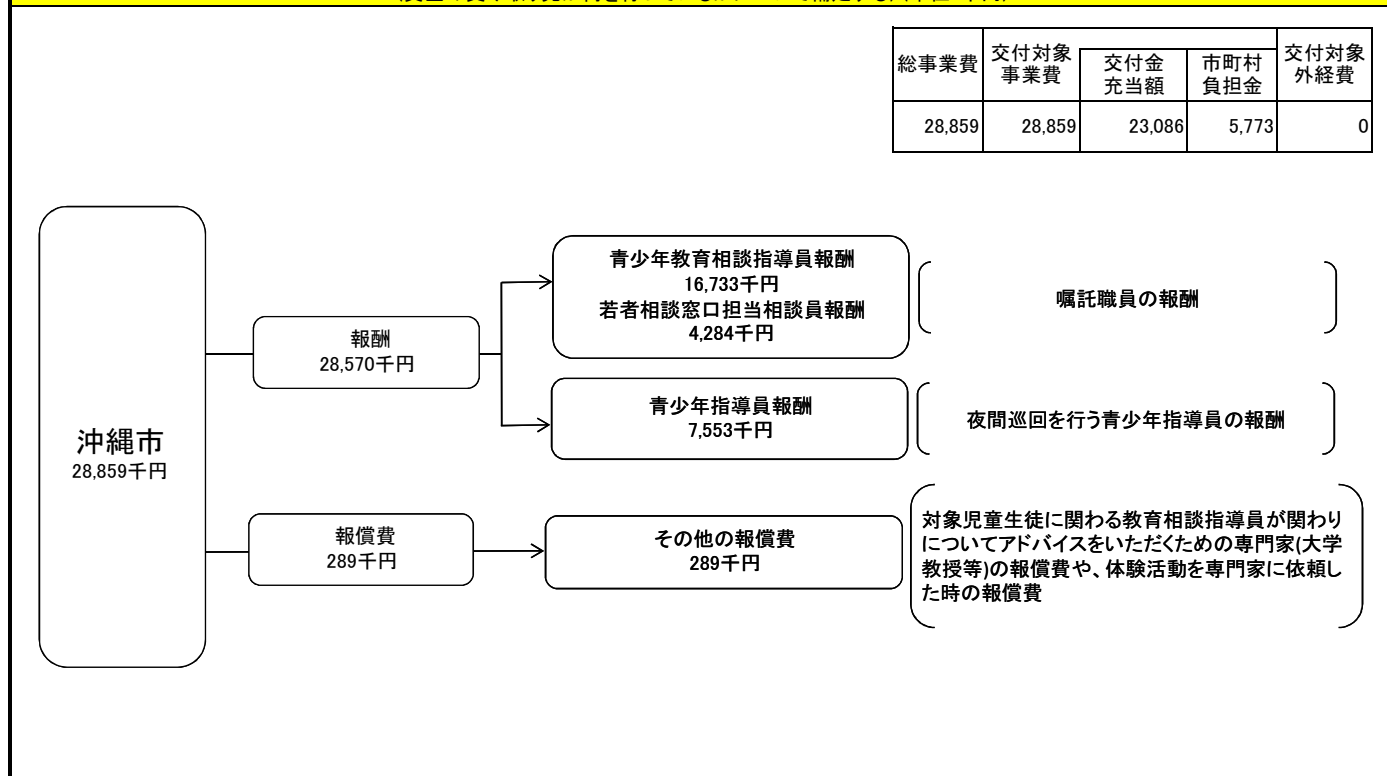 総事業費
交付対象
事業費
交付金
充当額
市町村
負担金
交付対象
外経費
28,859
28,859
23,086
5,773
0
沖縄市
28,859千円
報酬
28,570千円
青少年教育相談指導員報酬
16,733千円
若者相談窓口担当相談員報酬
4,284千円
嘱託職員の報酬
青少年指導員報酬
7,553千円
夜間巡回を行う青少年指導員の報酬
報償費
289千円
その他の報償費
289千円
対象児童生徒に関わる教育相談指導員が関わり
についてアドバイスをいただくための専門家(大学
教授等)の報償費や、体験活動を専門家に依頼し
た時の報償費